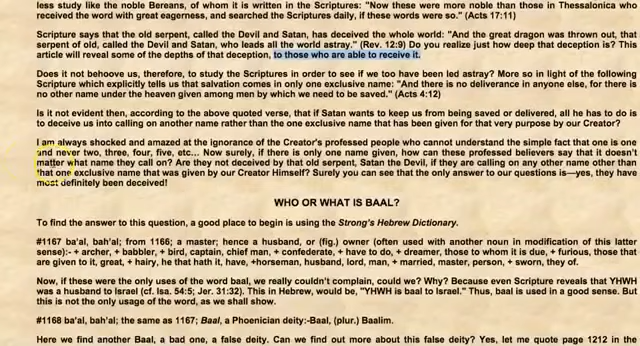 less study like the noble Bereans, of whom it is written in the Scriptures: "Now these were more noble than those in Thessalonica who
received the word with great eagerness, and searched the Scriptures daily, if these words were so." (Acts 17:11)
Scripture says that the old serpent, called the Devil and Satan, has deceived the whole world: "And the great dragon was thrown out, that
serpent of old, called the Devil and Satan, who leads all the world astray." (Rev. 12:9) Do you realize just how deep that deception is? This
article will reveal some of the depths of that deception, to those who are able to receive it.
Does it not behoove us, therefore, to study the Scriptures in order to see if we too have been led astray? More so in light of the following
Scripture which explicitly tells us that salvation comes in only one exclusive name: "And there is no deliverance in anyone else, for there is
no other name under the heaven given among men by which we need to be saved." (Acts 4:12)
Is it not evident then, according to the above quoted verse, that if Satan wants to keep us from being saved or delivered, all he has to do is
to deceive us into calling on another name rather than the one exclusive name that has been given for that very purpose by our Creator?
I am always shocked and amazed at the ignorance of the Creator's professed people who cannot understand the simple fact that one is one
and never two, three, four, five, etc... Now surely, if there is only one name given, how can these professed believers say that it doesn't
matter what name they call on? Are they not deceived by that old serpent, Satan the Devil, if they are calling on any other name other than
that one exclusive name that was given by our Creator Himself? Surely you can see that the only answer to our questions is—yes, they have
most definitely been deceived!
WHO OR WHAT IS BAAL?
To find the answer to this question, a good place to begin is using the Strong's Hebrew Dictionary.
#1167 ba'al, bah'al; from 1166; a master; hence a husband, or (fig.) owner (often used with another noun in modification of this latter
sense):- + archer, + babbler, + bird, captain, chief man, + confederate, + have to do, + dreamer, those to whom it is due, + furious, those that
are given to it, great, + hairy, he that hath it, have, +horseman, husband, lord, man, + married, master, person, + sworn, they of.
Now, if these were the only uses of the word baal, we really couldn't complain, could we? Why? Because even Scripture reveals that YHWH
was a husband to Israel (cf. Isa. 54:5; Jer. 31:32). This in Hebrew, would be, "YHWH is baal to Israel." Thus, baal is used in a good sense. But
this is not the only usage of the word, as we shall show.
#1168 bal, bah'al; the same as 1167; Baal, a Phoenician deity:-Baal, (plur.) Baalim.
Here we find another Baal, a bad one, a false deity. Can we find out more about this false deity? Yes, let me quote page 1212 in the